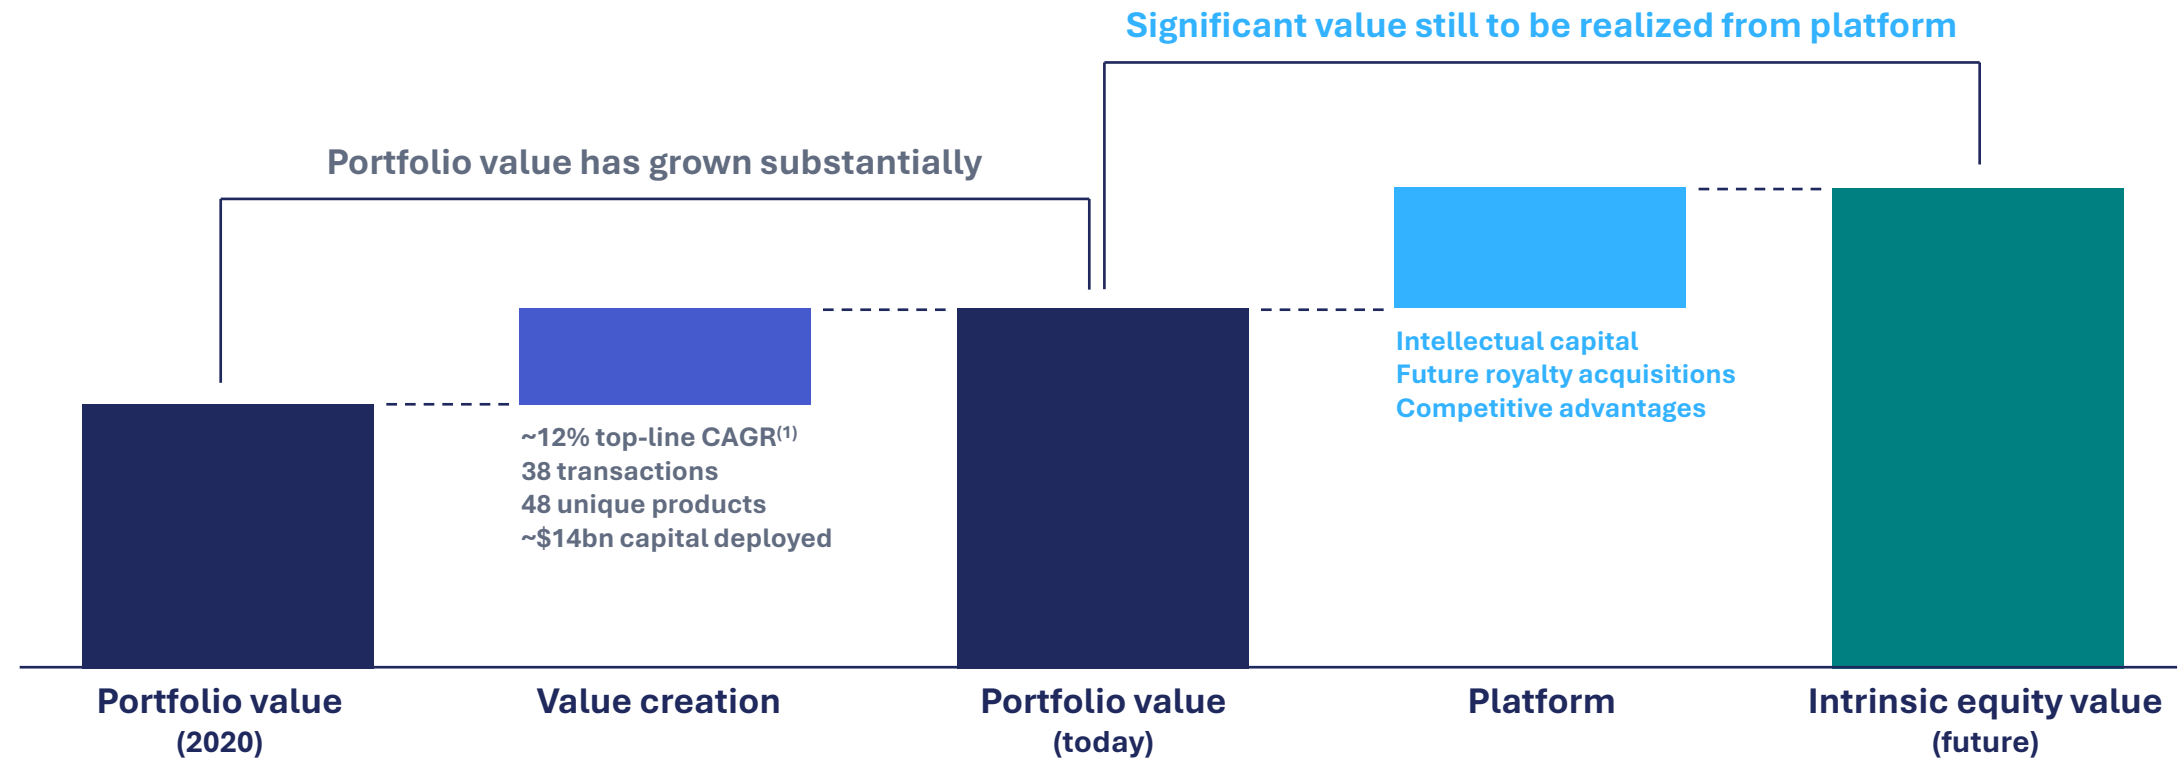 Significant value still to be realized from platform
Portfolio value has grown substantially
~12% top-line CAGR(1)
38 transactions
48 unique products
~$14bn capital deployed
Intellectual capital
Future royalty acquisitions
Competitive advantages
Portfolio value
(2020)
Value creation
Portfolio value
(today)
Platform
Intrinsic equity value
(future)